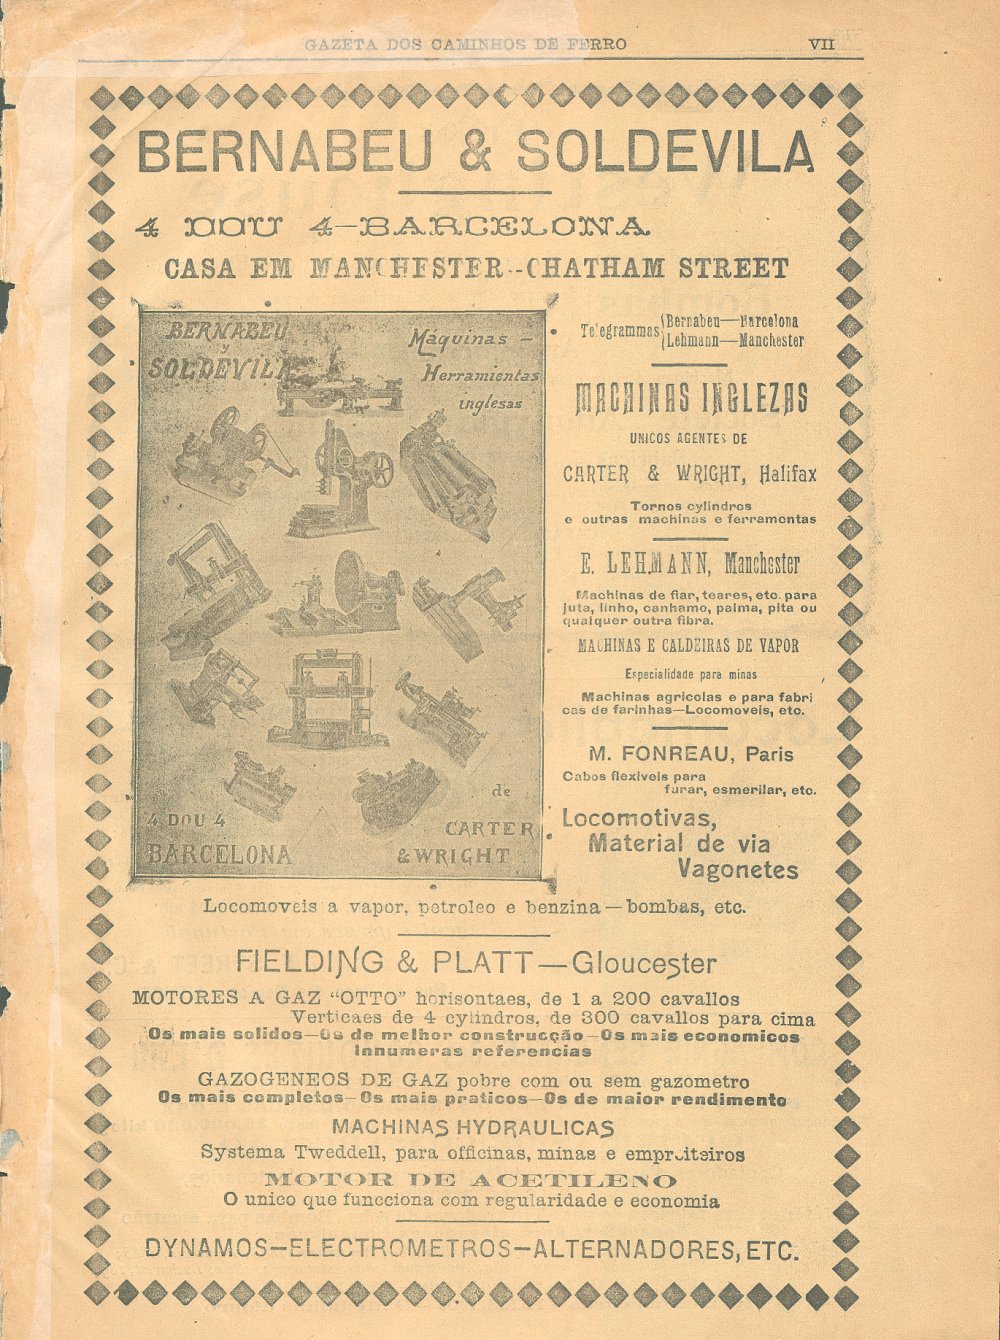 GAZETA DOS CAMINHOS DE FERRO VII
BERNABEU & SOLDEVILA
4 DOU 4—BARCELONA
CASA EM MANCHESTER--CHATHAM STREET
BERNABEU
y
SOLDEVILA
Máquinas —
Herramientas
inglesas
de
4 DOU 4
BARCELONA
CARTER
& WRIGHT
Telegrammas
Bernabeu—Barcelona
Lehmann—Manchester
MACHINAS INGLEZAS
UNICOS AGENTES DE
CARTER & WRIGHT, Halifax
Tornos cylindros
e outras machinas e ferramentas
E. LEHMANN, Manchester
Machinas de fiar, teares, etc. para
juta, linho, canhamo, palma, pita ou
qualquer outra fibra.
MACHINAS E CALDEIRAS DE VAPOR
Especialidade para minas
Machinas agricolas e para fabri
cas de farinhas—Locomoveis, etc.
M. FONREAU, Paris
Cabos flexiveis para
furar, esmerilar, etc.
Locomotivas,
Material de via
Vagonetes
Locomoveis a vapor, petroleo e benzina—bombas, etc.
FIELDING & PLATT—Gloucester
MOTORES A GAZ "OTTO" horisontaes, de 1 a 200 cavallos
Verticaes de 4 cylindros, de 300 cavallos para cima
Os mais solidos—Os de melhor construcção—Os mais economicos
Innumeras referencias
GAZOGENEOS DE GAZ pobre com ou sem gazometro
Os mais completos—Os mais praticos—Os de maior rendimento
MACHINAS HYDRAULICAS
Systema Tweddell, para officinas, minas e empreiteiros
MOTOR DE ACETILENO
O unico que funcciona com regularidade e economia
DYNAMOS—ELECTROMETROS—ALTERNADORES, ETC.